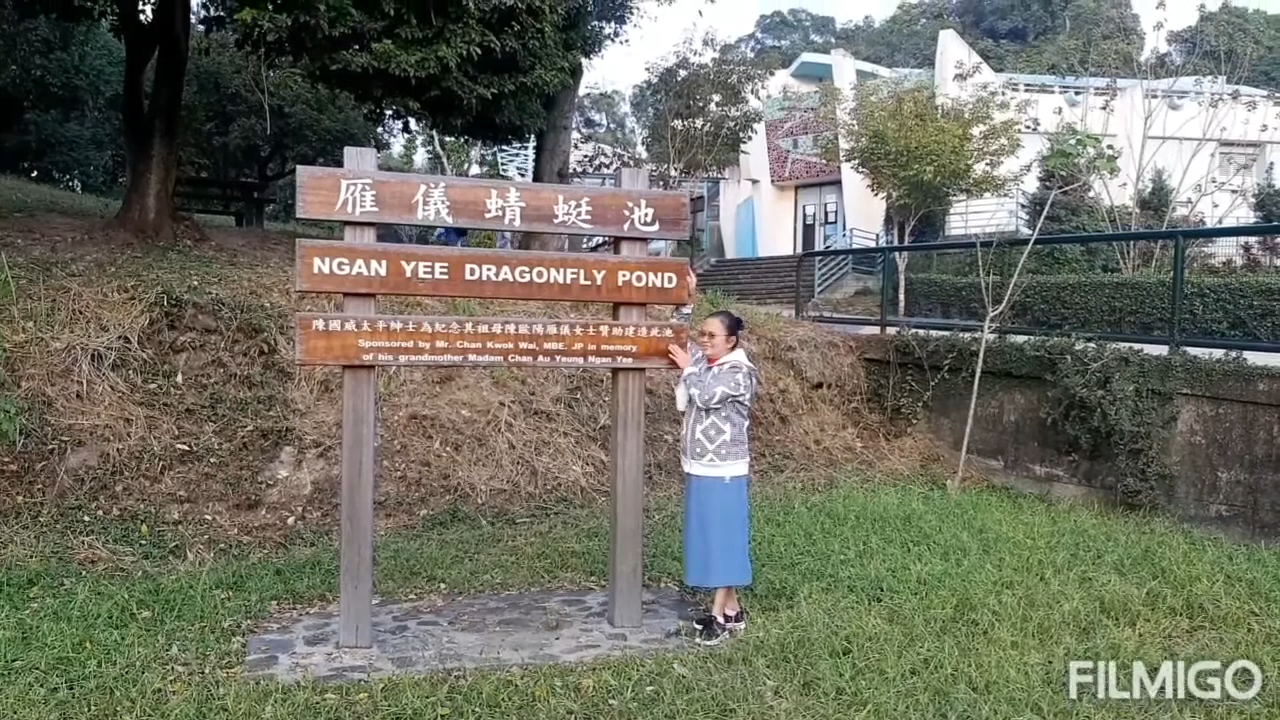 雁儀蜻蜓池
NGAN YEE DRAGONFLY POND
陳國威太平紳士為紀念其祖母陳歐陽雁儀女士贊助建造此池
Sponsored by Mr. Chan Kwok Wai, MBE. JP in memory
of his grandmother Madam Chan Au Yeung Ngan Yee
FILMIGO